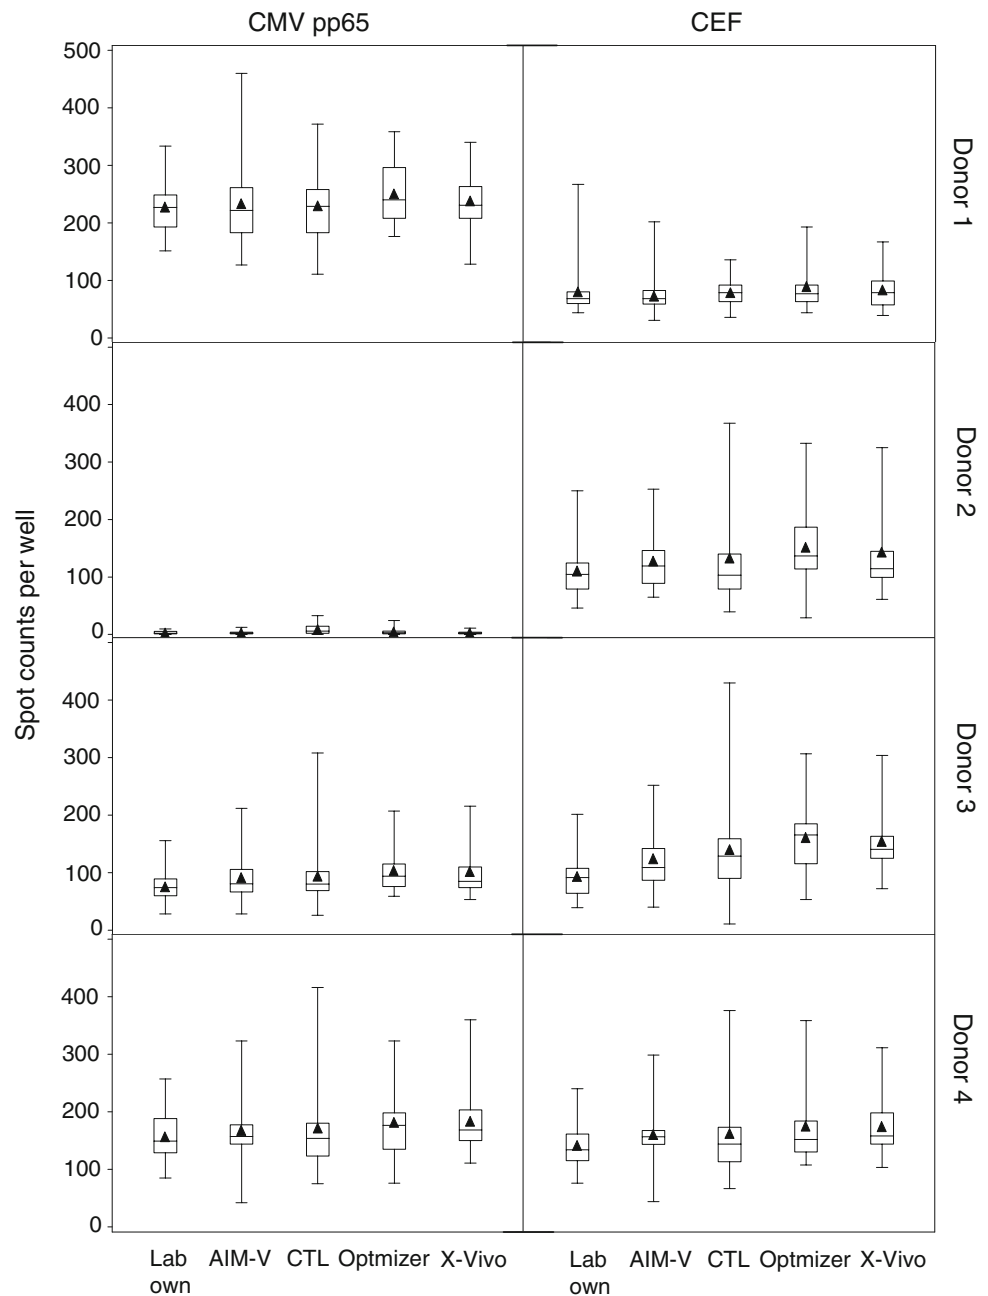 CMV pp65 CEF
500
400
300
200
100
0
Donor 1
400
300
200
100
0
Donor 2
Spot counts per well
400
300
200
100
0
Donor 3
400
300
200
100
0
Donor 4
Lab own AIM-V CTL Optmizer X-Vivo
Lab own AIM-V CTL Optmizer X-Vivo